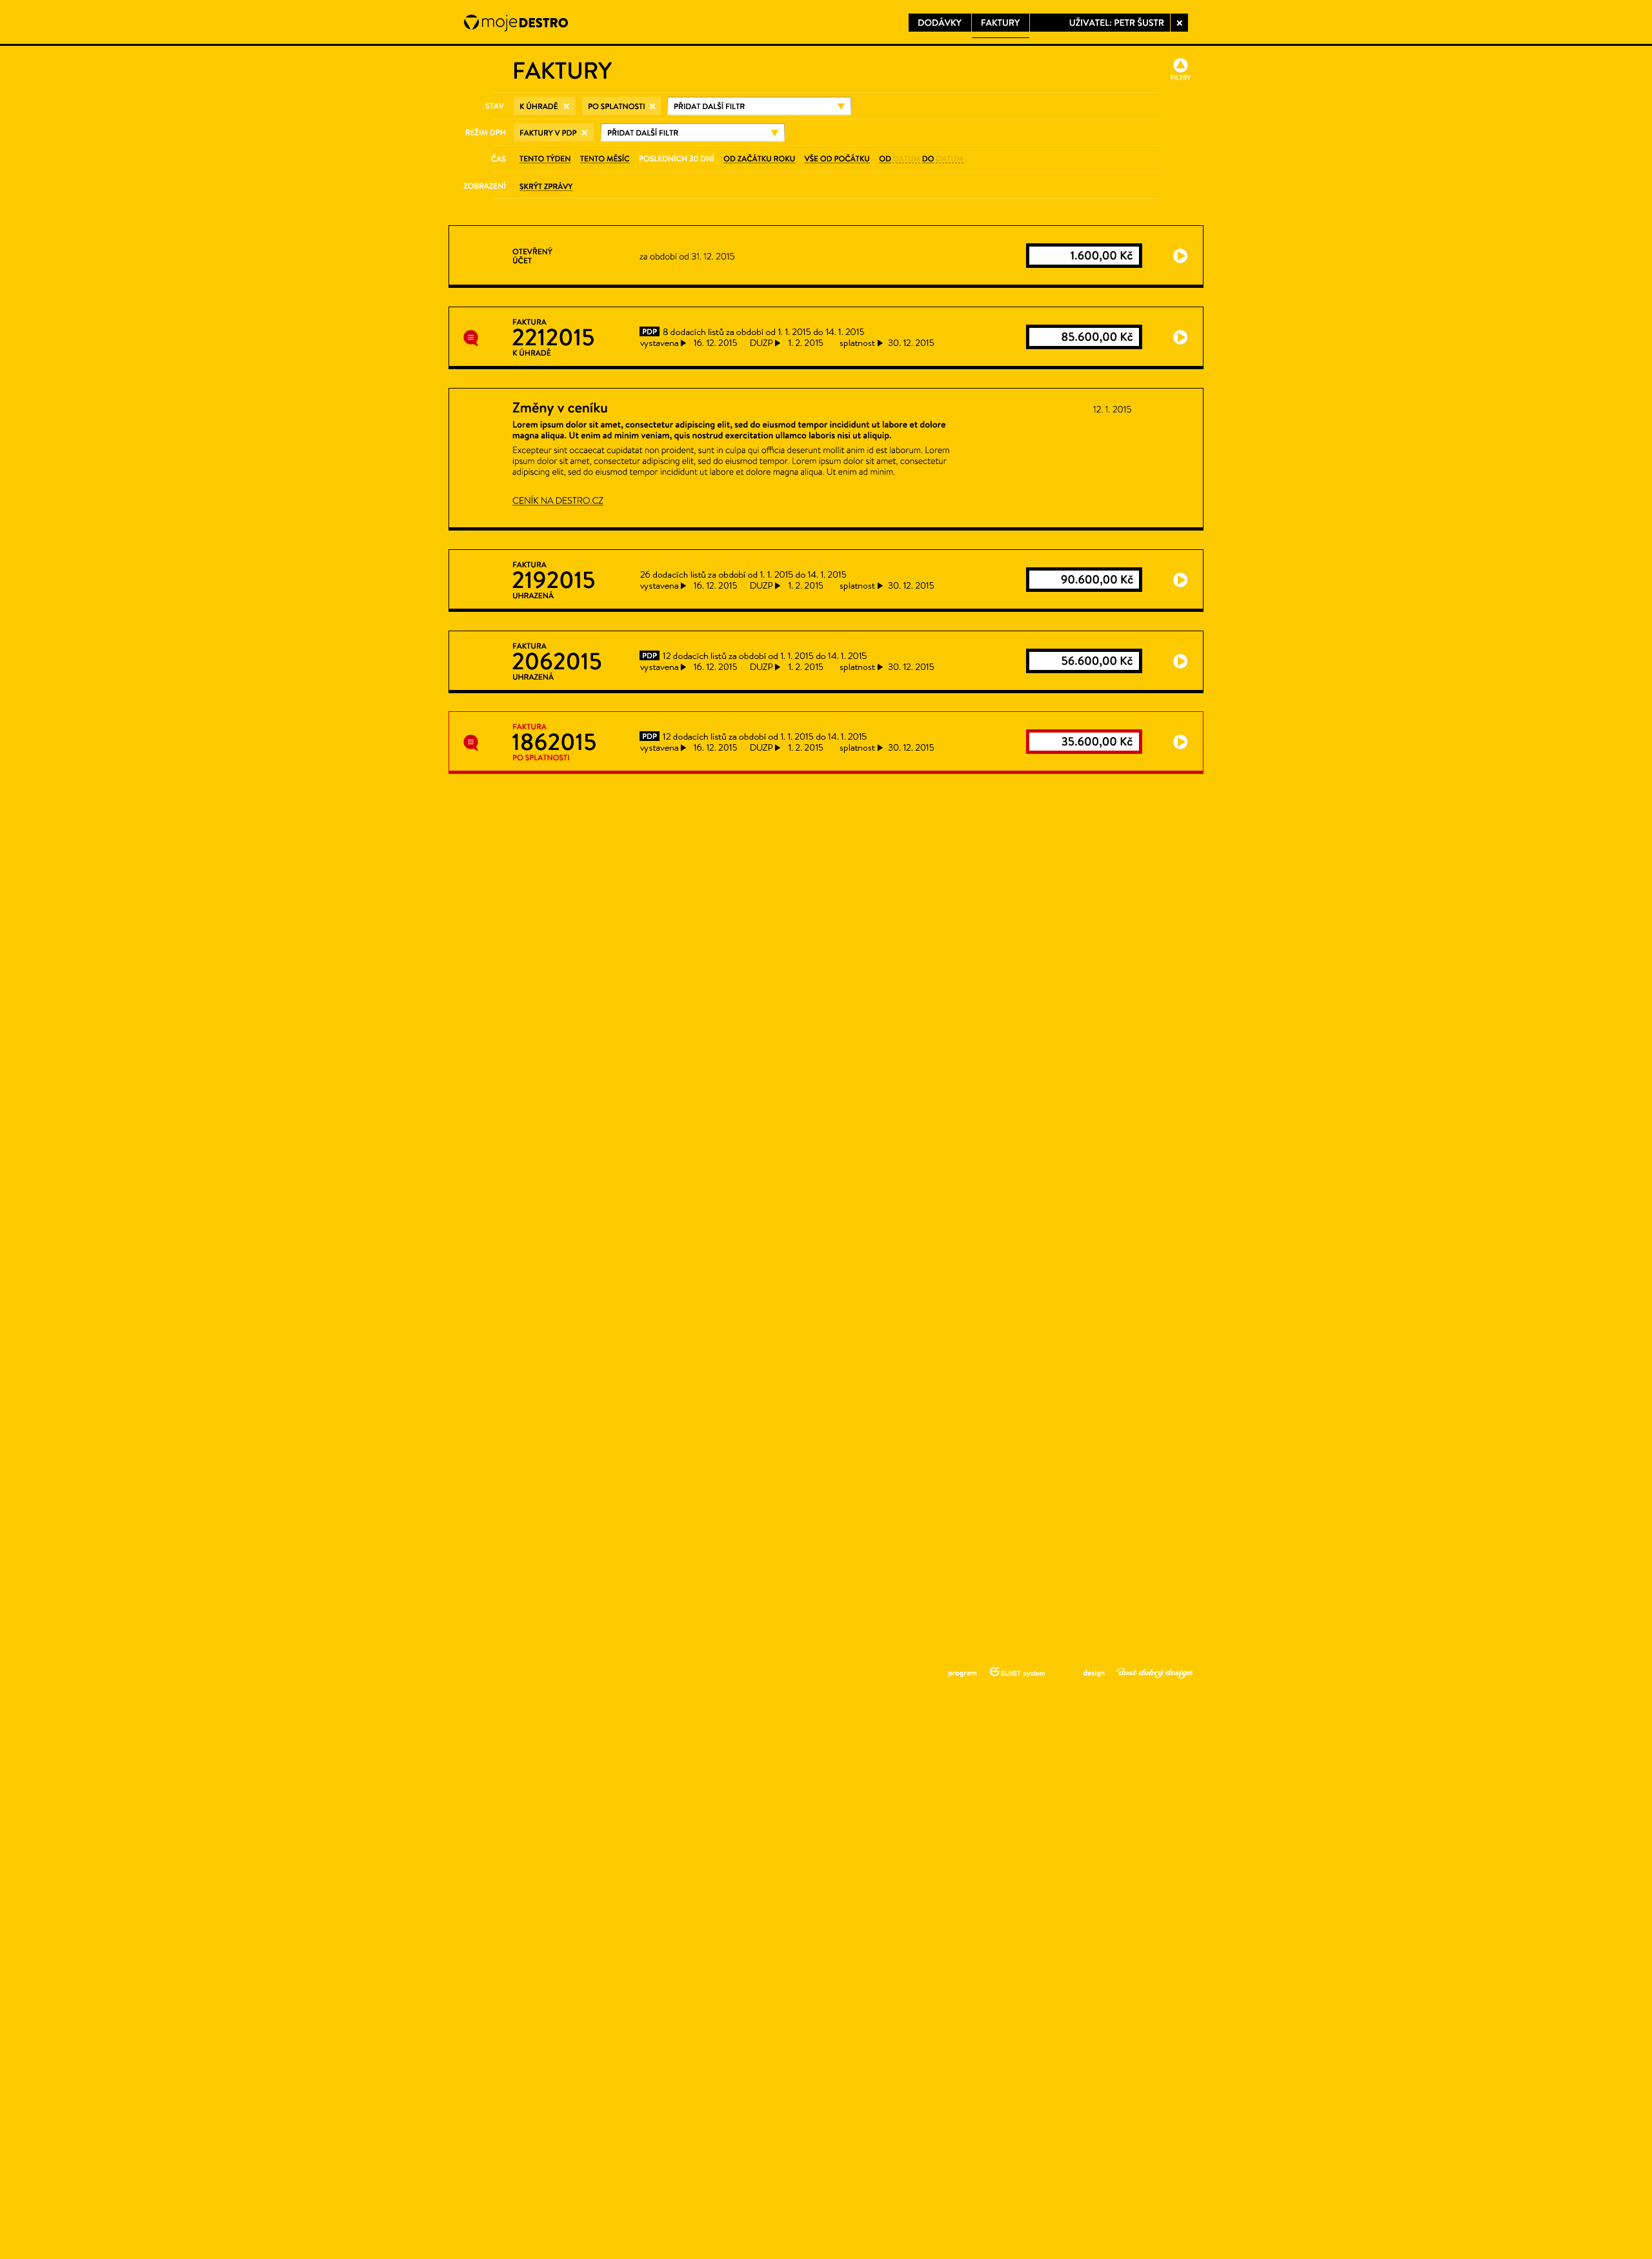 mojeDESTRO
DODÁVKY FAKTURY UŽIVATEL: PETR ŠUSTR ×
FAKTURY
FILTRY
STAV K ÚHRADĚ × PO SPLATNOSTI × PŘIDAT DALŠÍ FILTR
REŽIM DPH FAKTURY V PDP × PŘIDAT DALŠÍ FILTR
ČAS TENTO TÝDEN TENTO MĚSÍC POSLEDNÍCH 30 DNÍ OD ZAČÁTKU ROKU VŠE OD POČÁTKU OD DATUM DO DATUM
ZOBRAZENÍ SKRÝT ZPRÁVY
OTEVŘENÝ
ÚČET
za období od 31. 12. 2015
1.600,00 Kč
FAKTURA
2212015
K ÚHRADĚ
PDP 8 dodacích listů za období od 1. 1. 2015 do 14. 1. 2015
vystavena 16. 12. 2015 DUZP 1. 2. 2015 splatnost 30. 12. 2015
85.600,00 Kč
Změny v ceníku
12. 1. 2015
Lorem ipsum dolor sit amet, consectetur adipiscing elit, sed do eiusmod tempor incididunt ut labore et dolore
magna aliqua. Ut enim ad minim veniam, quis nostrud exercitation ullamco laboris nisi ut aliquip.
Excepteur sint occaecat cupidatat non proident, sunt in culpa qui officia deserunt mollit anim id est laborum. Lorem
ipsum dolor sit amet, consectetur adipiscing elit, sed do eiusmod tempor. Lorem ipsum dolor sit amet, consectetur
adipiscing elit, sed do eiusmod tempor incididunt ut labore et dolore magna aliqua. Ut enim ad minim.
CENÍK NA DESTRO.CZ
FAKTURA
2192015
UHRAZENÁ
26 dodacích listů za období od 1. 1. 2015 do 14. 1. 2015
vystavena 16. 12. 2015 DUZP 1. 2. 2015 splatnost 30. 12. 2015
90.600,00 Kč
FAKTURA
2062015
UHRAZENÁ
PDP 12 dodacích listů za období od 1. 1. 2015 do 14. 1. 2015
vystavena 16. 12. 2015 DUZP 1. 2. 2015 splatnost 30. 12. 2015
56.600,00 Kč
FAKTURA
1862015
PO SPLATNOSTI
PDP 12 dodacích listů za období od 1. 1. 2015 do 14. 1. 2015
vystavena 16. 12. 2015 DUZP 1. 2. 2015 splatnost 30. 12. 2015
35.600,00 Kč
program ELNET system design dost dobrý design